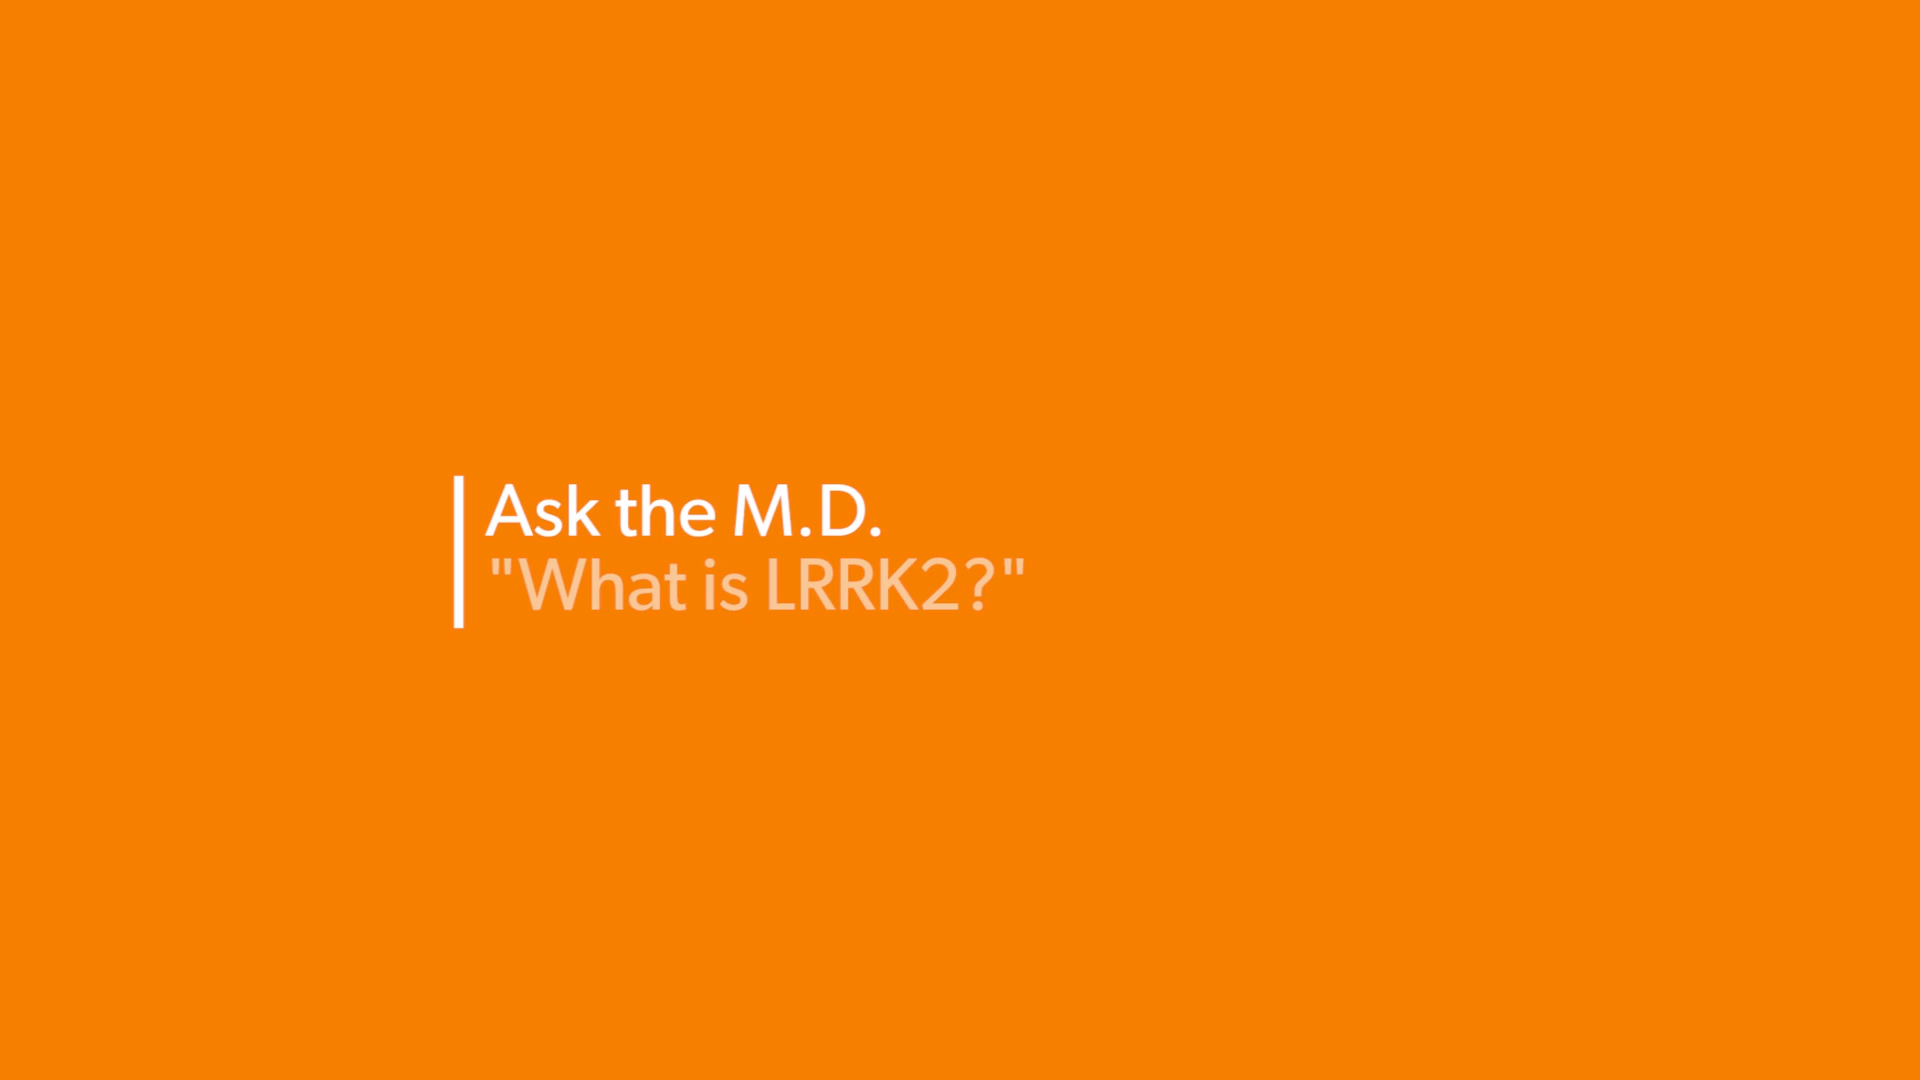 Ask the M.D.
"What is LRRK2?"